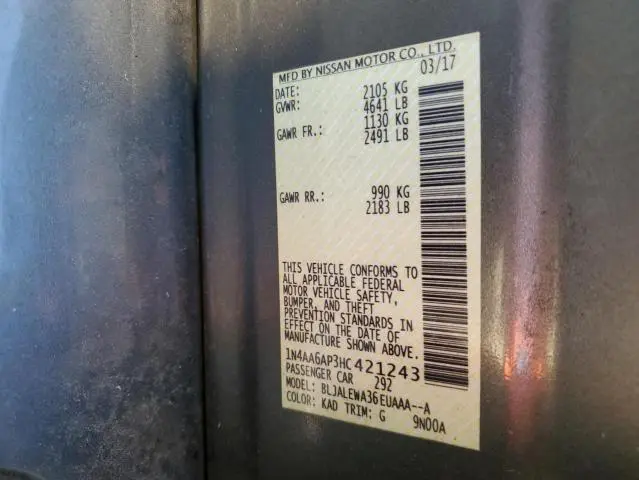 MFD BY NISSAN MOTOR CO., LTD.
DATE: 03/17
GVWR: 2105 KG
4641 LB
GAWR FR.: 1130 KG
2491 LB
GAWR RR.: 990 KG
2183 LB
THIS VEHICLE CONFORMS TO
ALL APPLICABLE FEDERAL
MOTOR VEHICLE SAFETY,
BUMPER, AND THEFT
PREVENTION STANDARDS IN
EFFECT ON THE DATE OF
MANUFACTURE SHOWN ABOVE.
1N4AA6AP3HC421243
PASSENGER CAR 292
MODEL: BLJALEWA36EUAAA--A
COLOR: KAD TRIM: G 9N00A